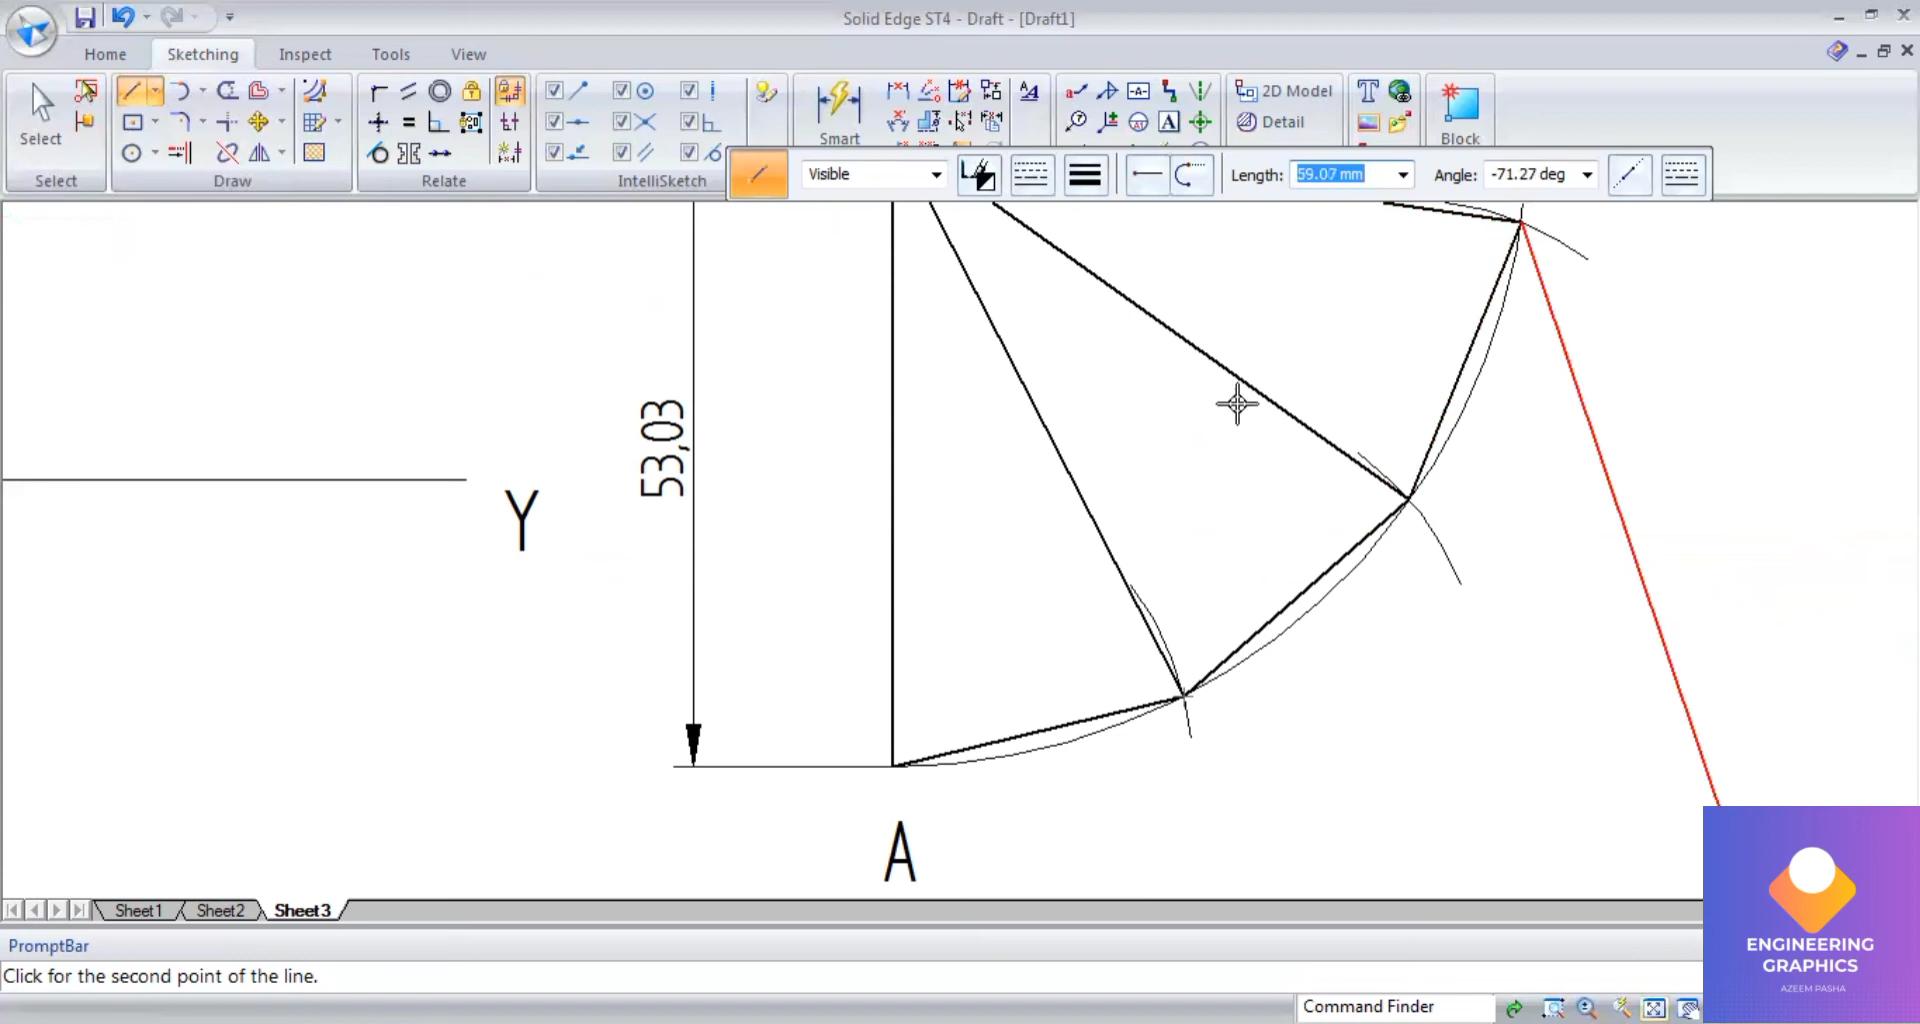 Solid Edge ST4 - Draft - [Draft1]
Home Sketching Inspect Tools View
2D Model
Select Smart Detail Block
Select Draw Relate IntelliSketch
Visible Length: 59.07 mm Angle: -71.27 deg
53,03
Y
A
Sheet1 Sheet2 Sheet3
PromptBar
Click for the second point of the line.
Command Finder
ENGINEERING
GRAPHICS
AZEEM PASHA